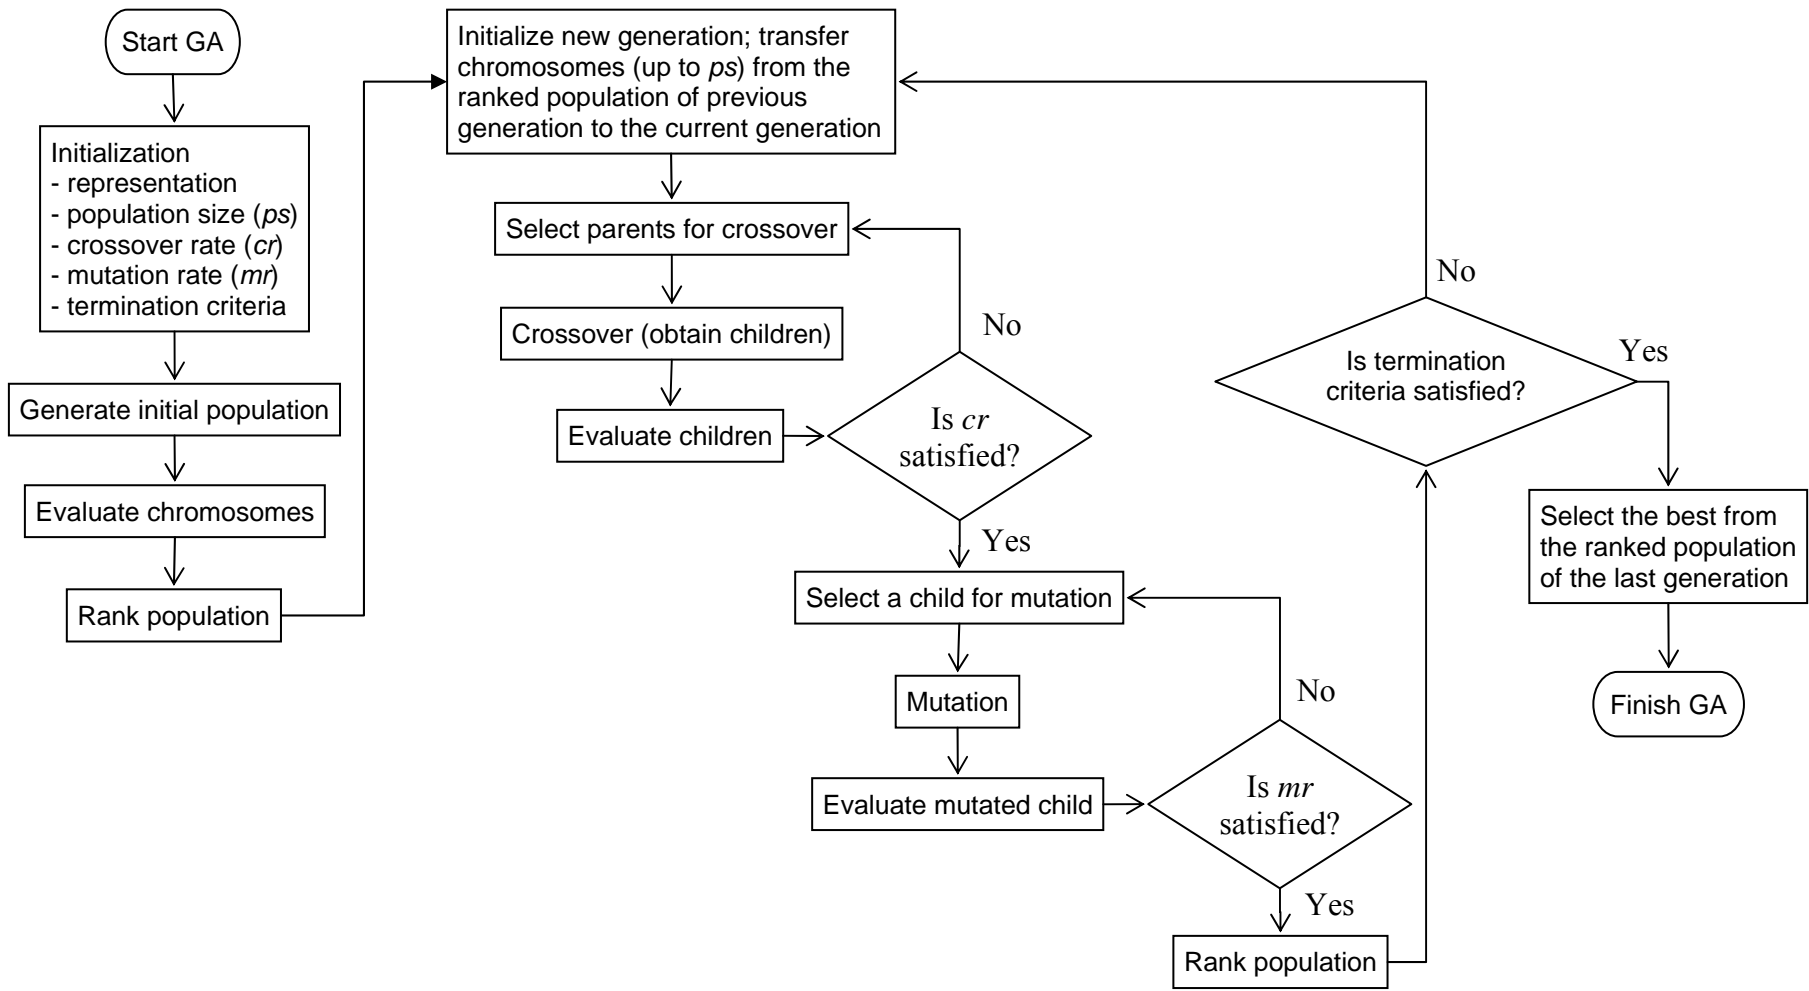 Start GA
Initialization
- representation
- population size (ps)
- crossover rate (cr)
- mutation rate (mr)
- termination criteria
Generate initial population
Evaluate chromosomes
Rank population
Initialize new generation; transfer
chromosomes (up to ps) from the
ranked population of previous
generation to the current generation
Select parents for crossover
Crossover (obtain children)
Evaluate children
Is cr
satisfied?
No
Yes
Select a child for mutation
Mutation
Evaluate mutated child
Is mr
satisfied?
No
Yes
Rank population
Is termination
criteria satisfied?
No
Yes
Select the best from
the ranked population
of the last generation
Finish GA